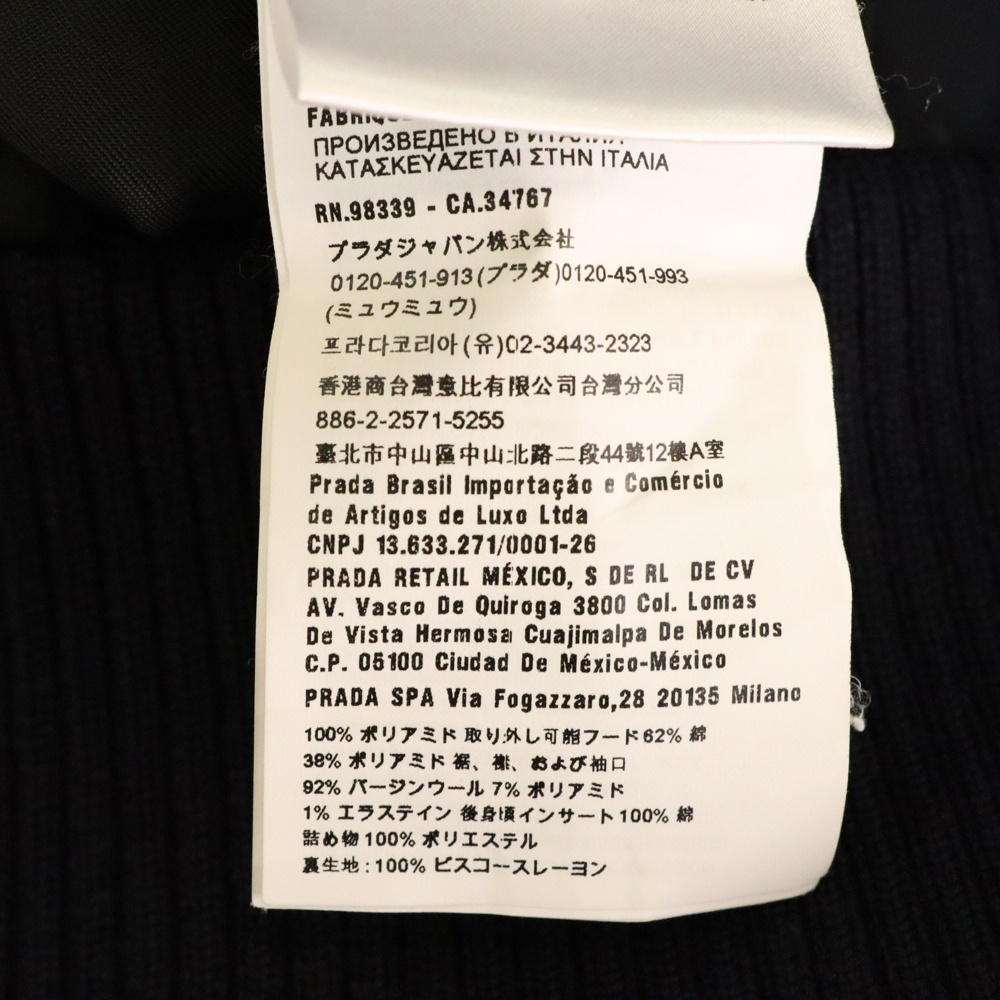 ПРОИЗВЕДЕНО В ИТАЛИЯ
ΚΑΤΑΣΚΕΥΑΖΕΤΑΙ ΣΤΗΝ ΙΤΑΛΙΑ
RN.98339 - CA.34767
プラダジャパン株式会社
0120-451-913(プラダ)0120-451-993
(ミュウミュウ)
프라다코리아(유)02-3443-2323
香港商台灣意比有限公司台灣分公司
886-2-2571-5255
臺北市中山區中山北路二段44號12樓A室
Prada Brasil Importação e Comércio
de Artigos de Luxo Ltda
CNPJ 13.633.271/0001-26
PRADA RETAIL MÉXICO, S DE RL DE CV
AV. Vasco De Quiroga 3800 Col. Lomas
De Vista Hermosa Cuajimalpa De Morelos
C.P. 05100 Ciudad De México-México
PRADA SPA Via Fogazzaro,28 20135 Milano
100% ポリアミド 取り外し可能フード62% 綿
38% ポリアミド 裾、襟、および袖口
92% バージンウール 7% ポリアミド
1% エラステイン 後身頃インサート100% 綿
詰め物100% ポリエステル
裏生地:100% ビスコースレーヨン